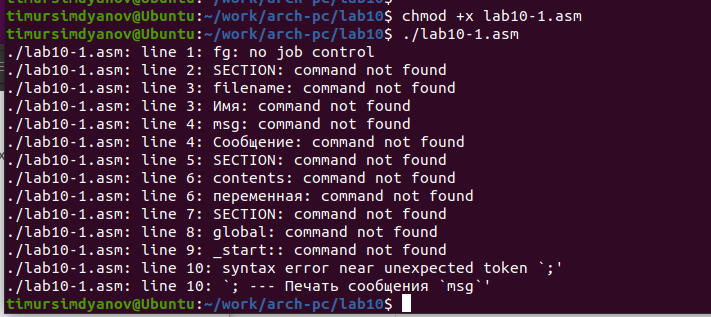 timursimdyanov@Ubuntu:~/work/arch-pc/lab10$
timursimdyanov@Ubuntu:~/work/arch-pc/lab10$ chmod +x lab10-1.asm
timursimdyanov@Ubuntu:~/work/arch-pc/lab10$ ./lab10-1.asm
./lab10-1.asm: line 1: fg: no job control
./lab10-1.asm: line 2: SECTION: command not found
./lab10-1.asm: line 3: filename: command not found
./lab10-1.asm: line 3: Имя: command not found
./lab10-1.asm: line 4: msg: command not found
./lab10-1.asm: line 4: Сообщение: command not found
./lab10-1.asm: line 5: SECTION: command not found
./lab10-1.asm: line 6: contents: command not found
./lab10-1.asm: line 6: переменная: command not found
./lab10-1.asm: line 7: SECTION: command not found
./lab10-1.asm: line 8: global: command not found
./lab10-1.asm: line 9: _start:: command not found
./lab10-1.asm: line 10: syntax error near unexpected token `;'
./lab10-1.asm: line 10: `; --- Печать сообщения `msg`'
timursimdyanov@Ubuntu:~/work/arch-pc/lab10$